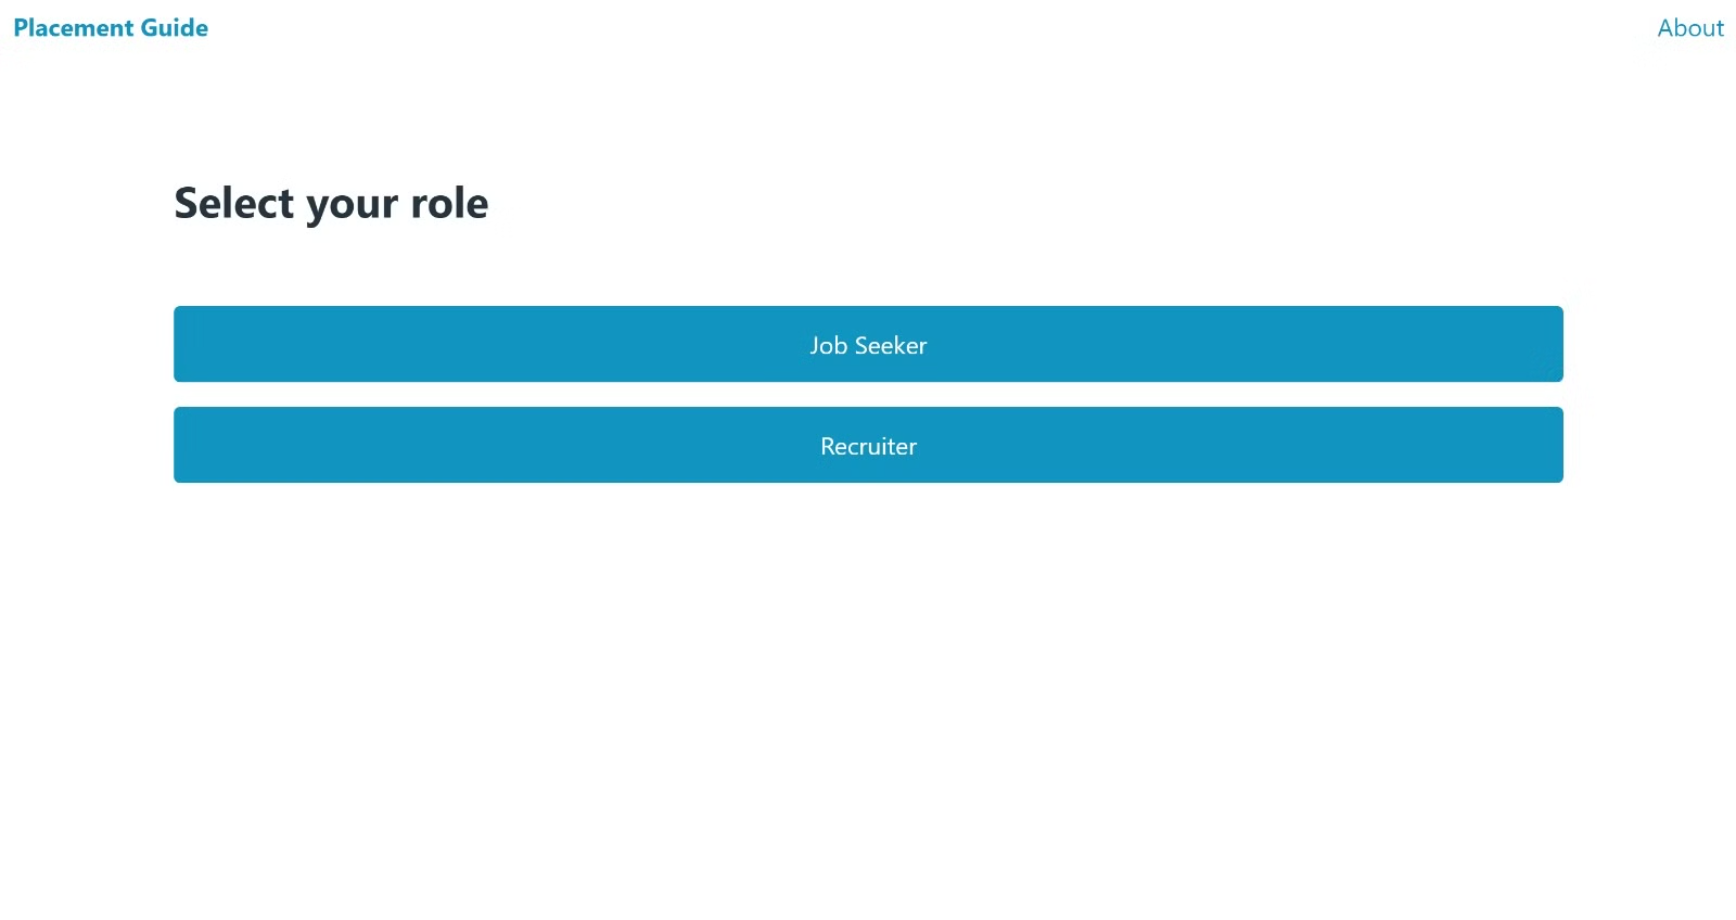 Placement Guide
About
Select your role
Job Seeker
Recruiter